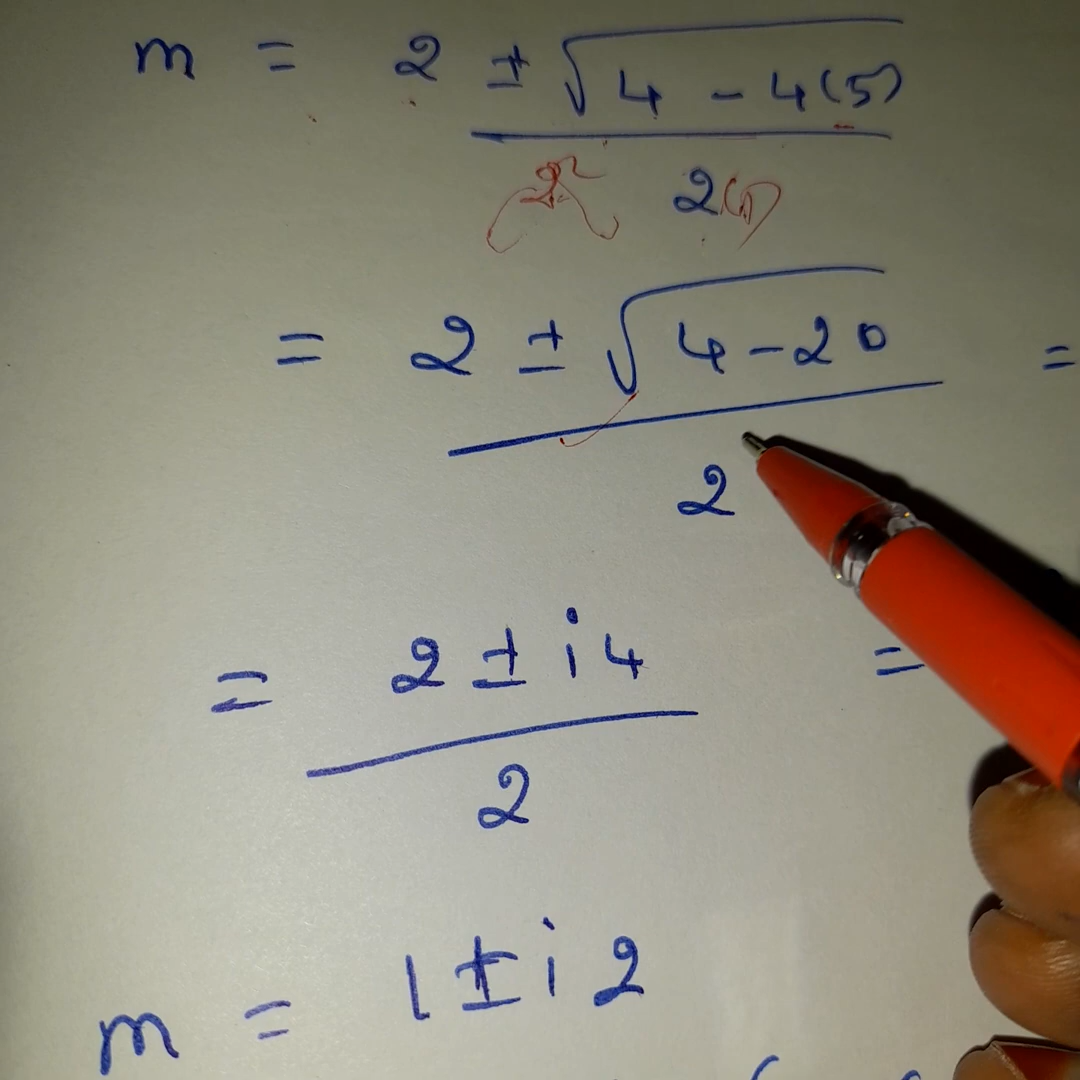 m = 2 ± √4 - 4(5)
2(1)
= 2 ± √4 - 20 =
2
= 2 ± i4 =
2
m = 1 ± i2